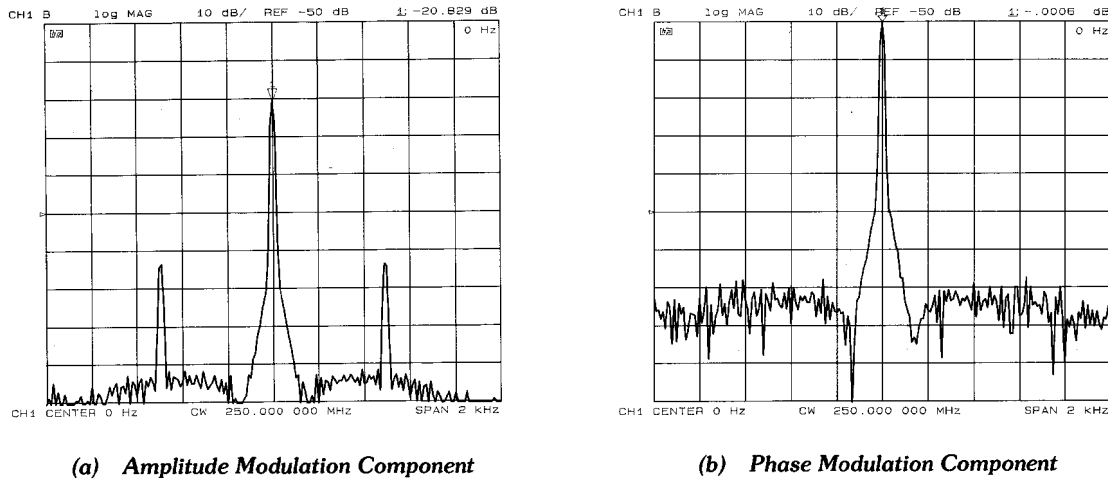 CH1 B log MAG 10 dB/ REF -50 dB 1: -20.829 dB
0 Hz
CH1 CENTER 0 Hz CW 250.000 000 MHz SPAN 2 kHz
(a) Amplitude Modulation Component
CH1 B log MAG 10 dB/ REF -50 dB 1: -.0006 dB
0 Hz
CH1 CENTER 0 Hz CW 250.000 000 MHz SPAN 2 kHz
(b) Phase Modulation Component